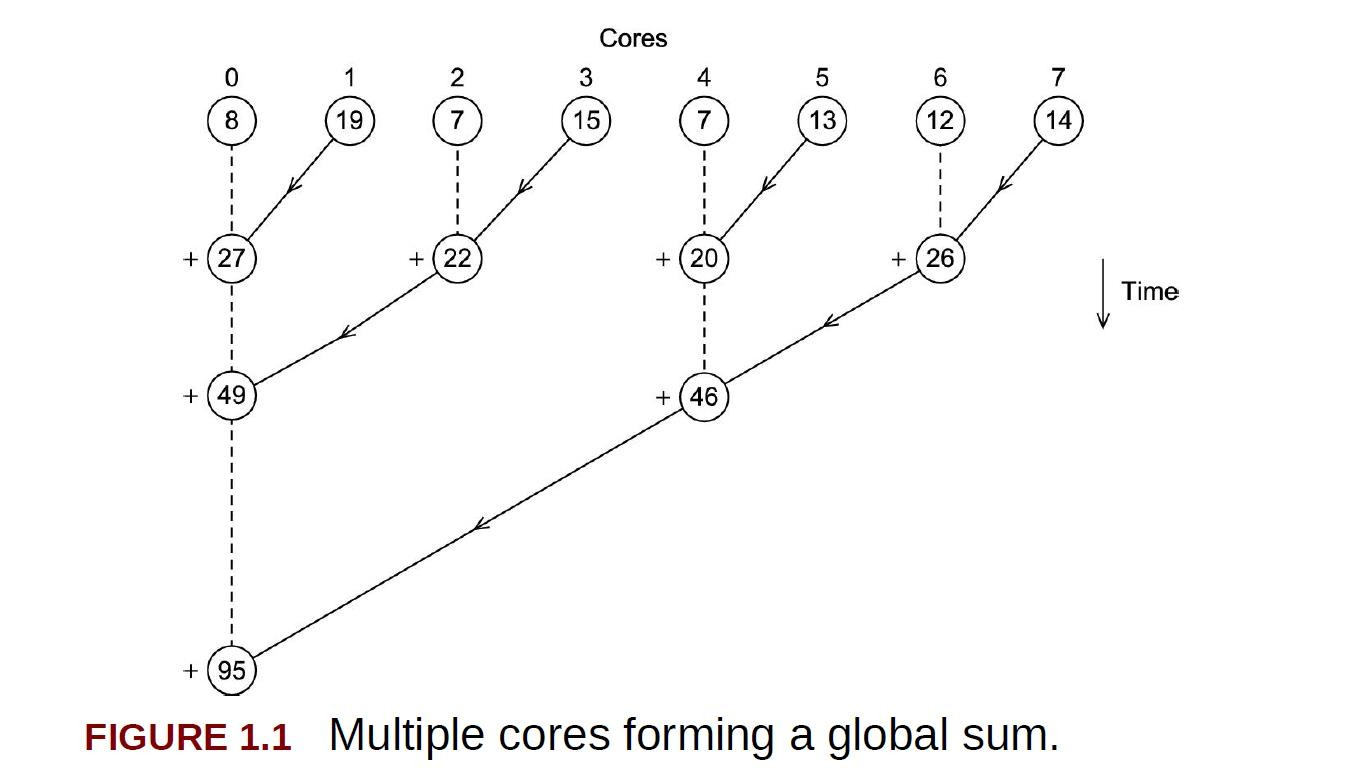 Cores
0 1 2 3 4 5 6 7
8 19 7 15 7 13 12 14
+ 27 + 22 + 20 + 26
Time
+ 49 + 46
+ 95
FIGURE 1.1 Multiple cores forming a global sum.